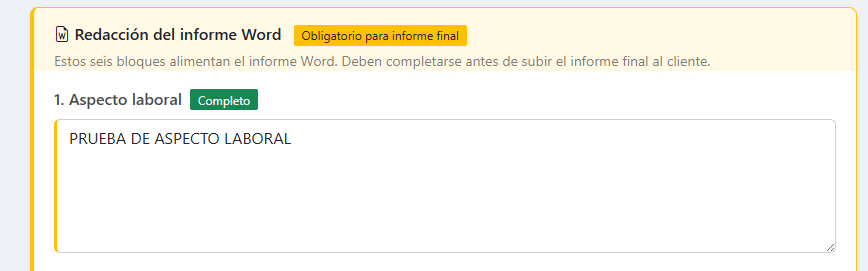 Redacción del informe Word Obligatorio para informe final
Estos seis bloques alimentan el informe Word. Deben completarse antes de subir el informe final al cliente.
1. Aspecto laboral Completo
PRUEBA DE ASPECTO LABORAL